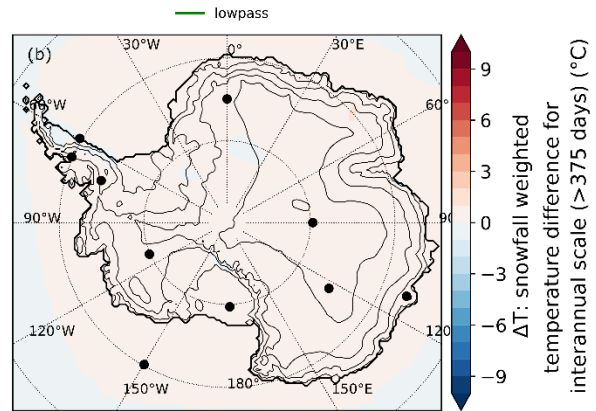 lowpass
(b)
30°W
0°
30°E
60°W
60°
90°W
90
120°W
120
150°W
180°
150°E
9
6
3
0
−3
−6
−9
ΔT: snowfall weighted
temperature difference for
interannual scale (>375 days) (°C)